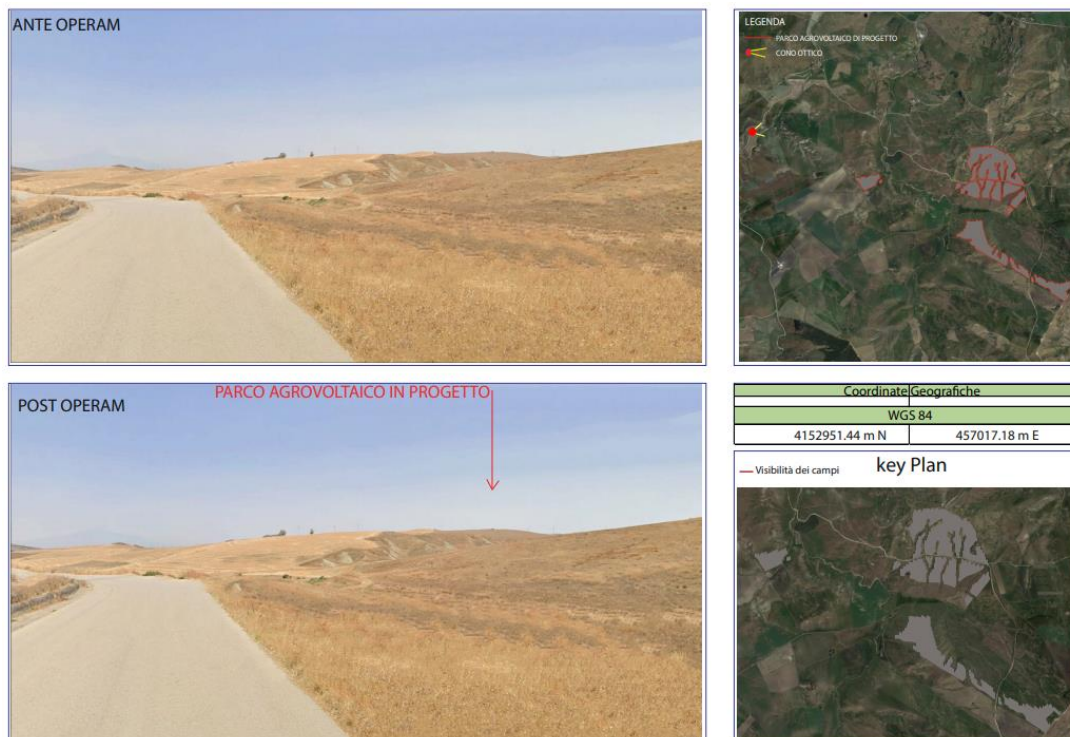 ANTE OPERAM
LEGENDA
PARCO AGROVOLTAICO DI PROGETTO
CONO OTTICO
POST OPERAM
PARCO AGROVOLTAICO IN PROGETTO
Coordinate Geografiche
WGS 84
4152951.44 m N 457017.18 m E
Visibilità dei campi
key Plan